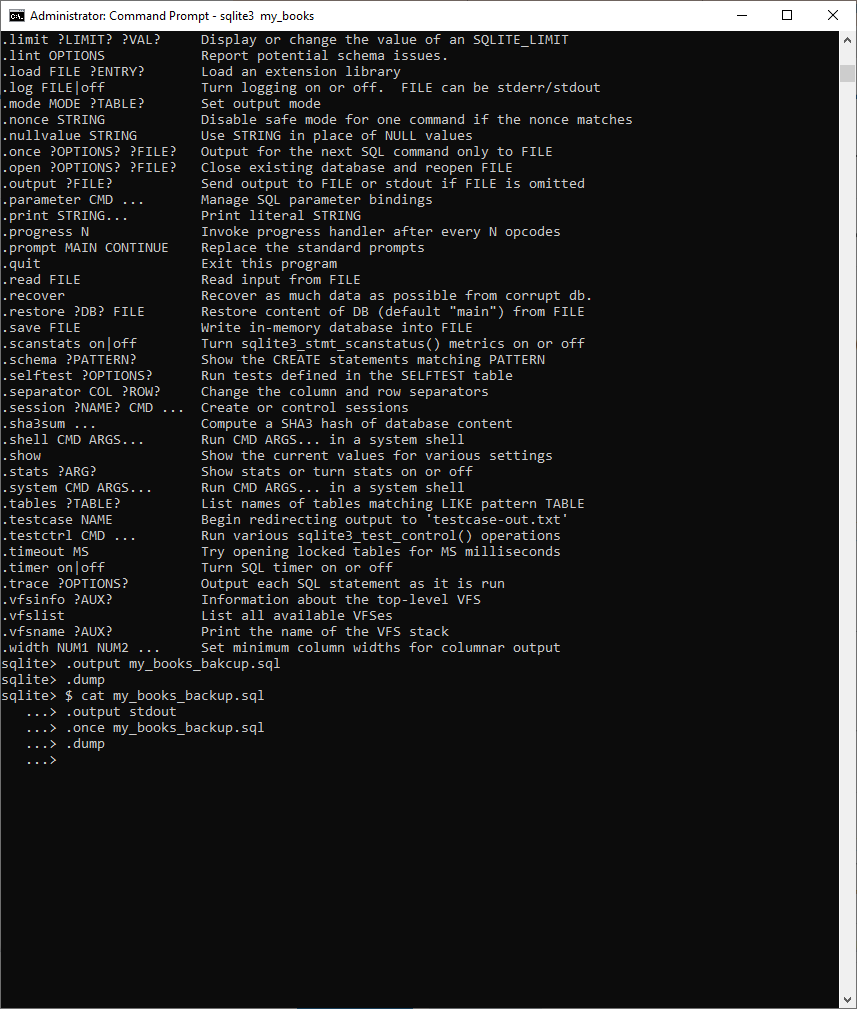 Administrator: Command Prompt - sqlite3  my_books
.limit ?LIMIT? ?VAL?     Display or change the value of an SQLITE_LIMIT
.lint OPTIONS            Report potential schema issues.
.load FILE ?ENTRY?       Load an extension library
.log FILE|off            Turn logging on or off.  FILE can be stderr/stdout
.mode MODE ?TABLE?       Set output mode
.nonce STRING            Disable safe mode for one command if the nonce matches
.nullvalue STRING        Use STRING in place of NULL values
.once ?OPTIONS? ?FILE?   Output for the next SQL command only to FILE
.open ?OPTIONS? ?FILE?   Close existing database and reopen FILE
.output ?FILE?           Send output to FILE or stdout if FILE is omitted
.parameter CMD ...       Manage SQL parameter bindings
.print STRING...         Print literal STRING
.progress N              Invoke progress handler after every N opcodes
.prompt MAIN CONTINUE    Replace the standard prompts
.quit                    Exit this program
.read FILE               Read input from FILE
.recover                 Recover as much data as possible from corrupt db.
.restore ?DB? FILE       Restore content of DB (default "main") from FILE
.save FILE               Write in-memory database into FILE
.scanstats on|off        Turn sqlite3_stmt_scanstatus() metrics on or off
.schema ?PATTERN?        Show the CREATE statements matching PATTERN
.selftest ?OPTIONS?      Run tests defined in the SELFTEST table
.separator COL ?ROW?     Change the column and row separators
.session ?NAME? CMD ...  Create or control sessions
.sha3sum ...             Compute a SHA3 hash of database content
.shell CMD ARGS...       Run CMD ARGS... in a system shell
.show                    Show the current values for various settings
.stats ?ARG?             Show stats or turn stats on or off
.system CMD ARGS...      Run CMD ARGS... in a system shell
.tables ?TABLE?          List names of tables matching LIKE pattern TABLE
.testcase NAME           Begin redirecting output to 'testcase-out.txt'
.testctrl CMD ...        Run various sqlite3_test_control() operations
.timeout MS              Try opening locked tables for MS milliseconds
.timer on|off            Turn SQL timer on or off
.trace ?OPTIONS?         Output each SQL statement as it is run
.vfsinfo ?AUX?           Information about the top-level VFS
.vfslist                 List all available VFSes
.vfsname ?AUX?           Print the name of the VFS stack
.width NUM1 NUM2 ...     Set minimum column widths for columnar output
sqlite> .output my_books_bakcup.sql
sqlite> .dump
sqlite> $ cat my_books_backup.sql
   ...> .output stdout
   ...> .once my_books_backup.sql
   ...> .dump
   ...>